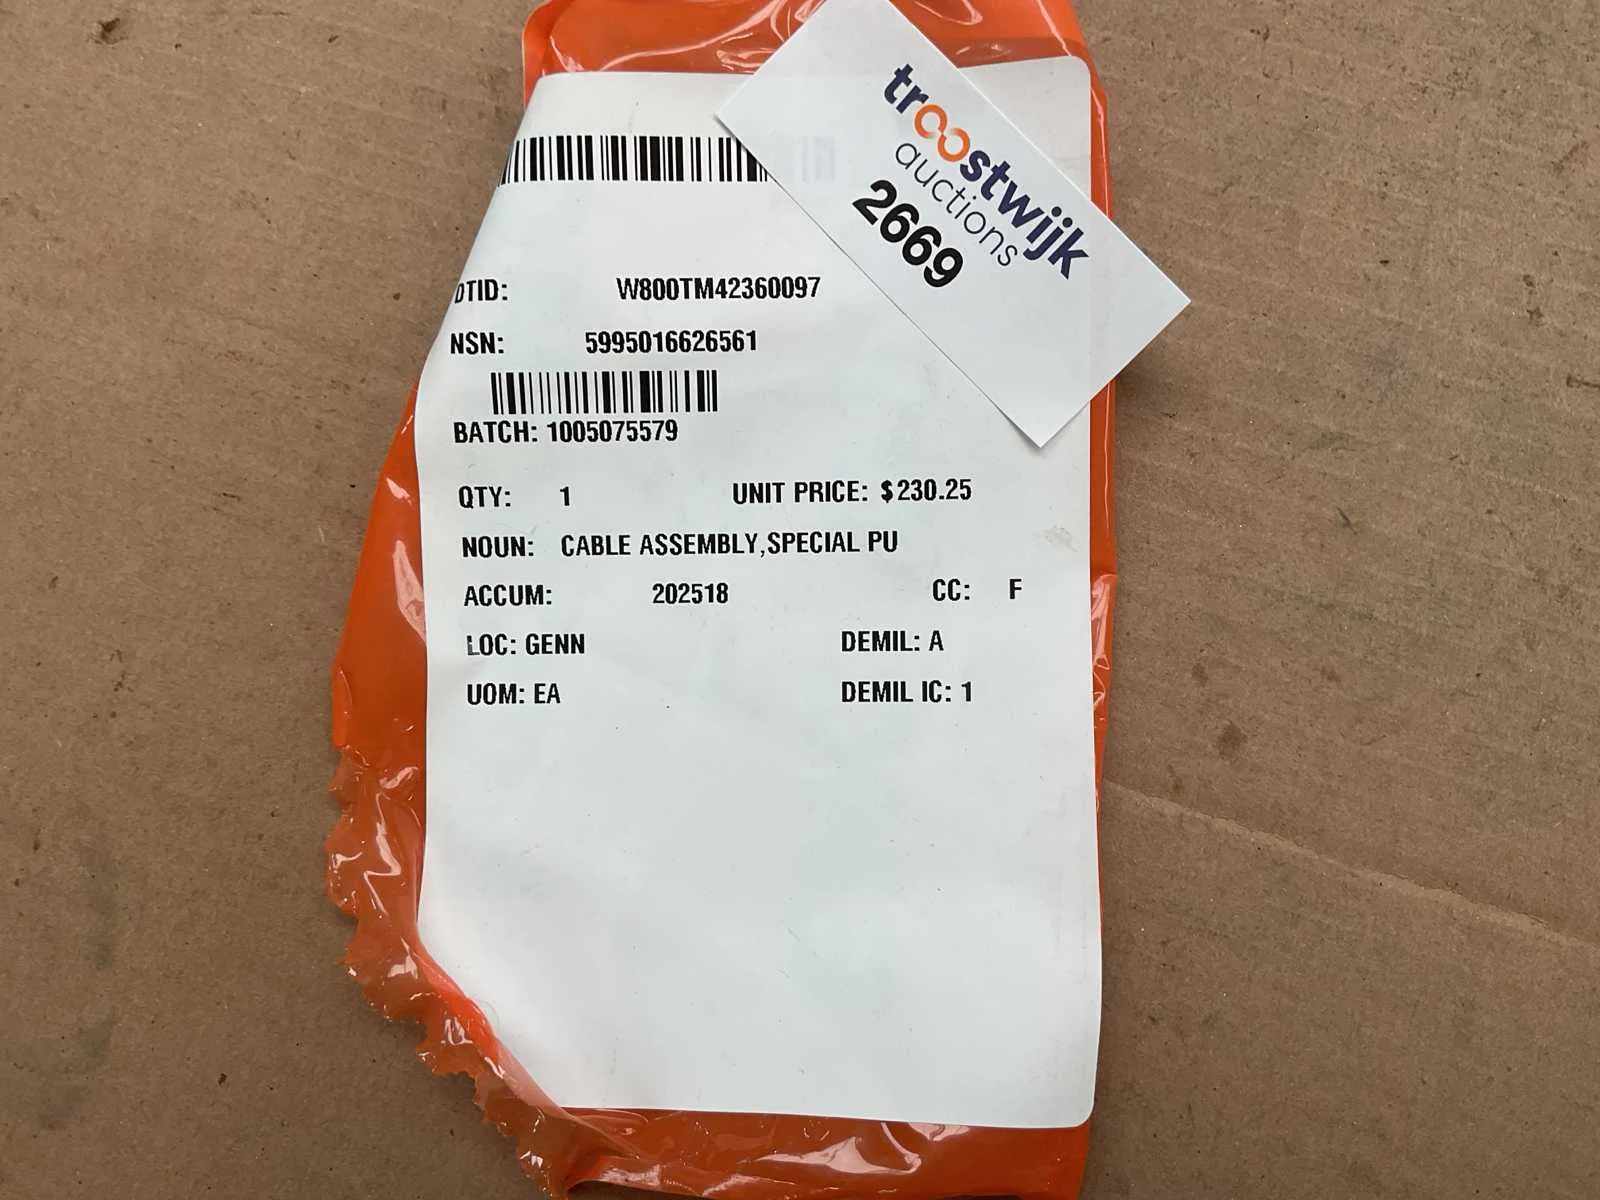 troostwijk
auctions
2669
DTID: W800TM42360097
NSN: 5995016626561
BATCH: 1005075579
QTY: 1 UNIT PRICE: $230.25
NOUN: CABLE ASSEMBLY,SPECIAL PU
ACCUM: 202518 CC: F
LOC: GENN DEMIL: A
UOM: EA DEMIL IC: 1